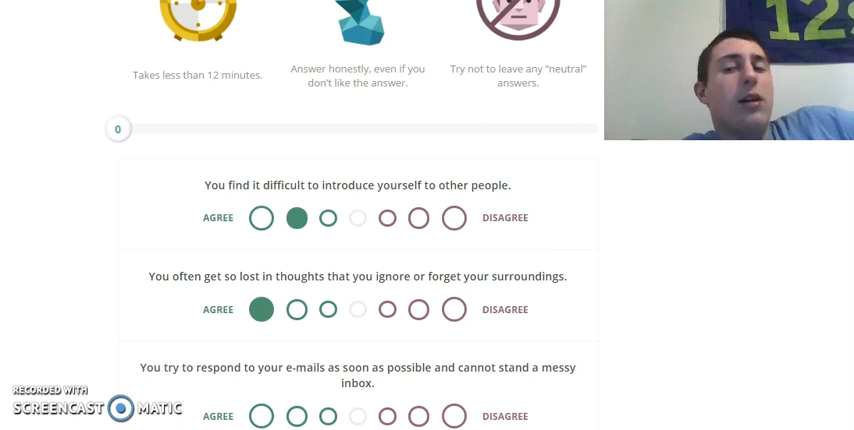 12
Takes less than 12 minutes.
Answer honestly, even if you
don't like the answer.
Try not to leave any “neutral”
answers.
0
You find it difficult to introduce yourself to other people.
AGREE DISAGREE
You often get so lost in thoughts that you ignore or forget your surroundings.
AGREE DISAGREE
You try to respond to your e-mails as soon as possible and cannot stand a messy
inbox.
RECORDED WITH
SCREENCAST MATIC
AGREE DISAGREE